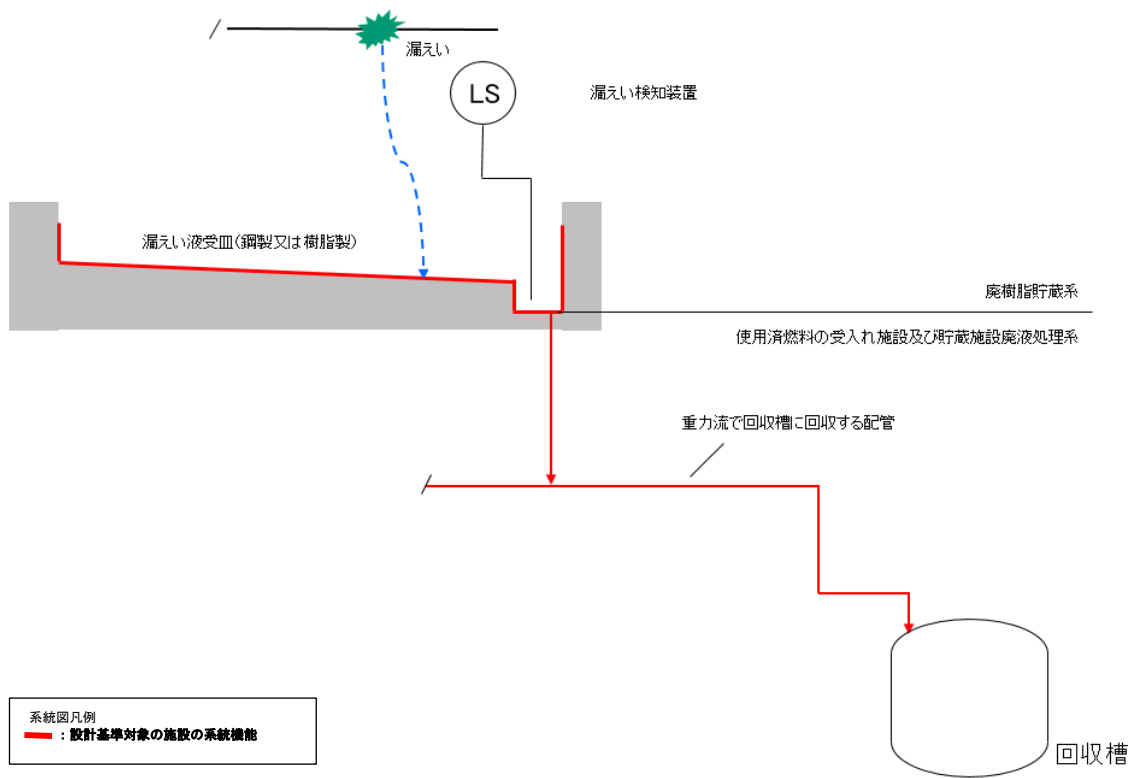 漏えい
LS
漏えい検知装置
漏えい液受皿(鋼製又は樹脂製)
廃樹脂貯蔵系
使用済燃料の受入れ施設及び貯蔵施設廃液処理系
重力流で回収槽に回収する配管
回収槽
系統図凡例
：設計基準対象の施設の系統機能